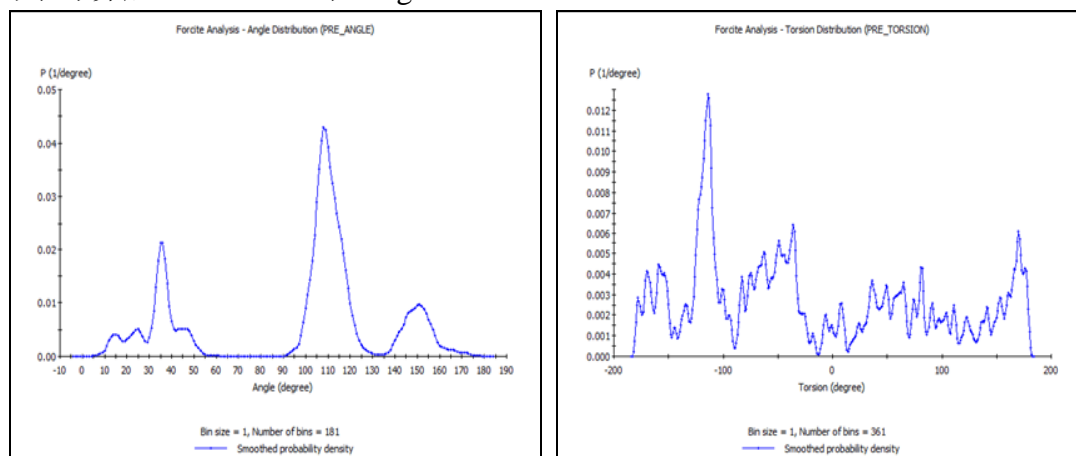 Forcite Analysis - Angle Distribution (PRE_ANGLE)
P (1/degree)
0.05
0.04
0.03
0.02
0.01
0.00
-10 0 10 20 30 40 50 60 70 80 90 100 110 120 130 140 150 160 170 180 190
Angle (degree)
Bin size = 1, Number of bins = 181
Smoothed probability density
Forcite Analysis - Torsion Distribution (PRE_TORSION)
P (1/degree)
0.012
0.011
0.010
0.009
0.008
0.007
0.006
0.005
0.004
0.003
0.002
0.001
0.000
-200 -100 0 100 200
Torsion (degree)
Bin size = 1, Number of bins = 361
Smoothed probability density